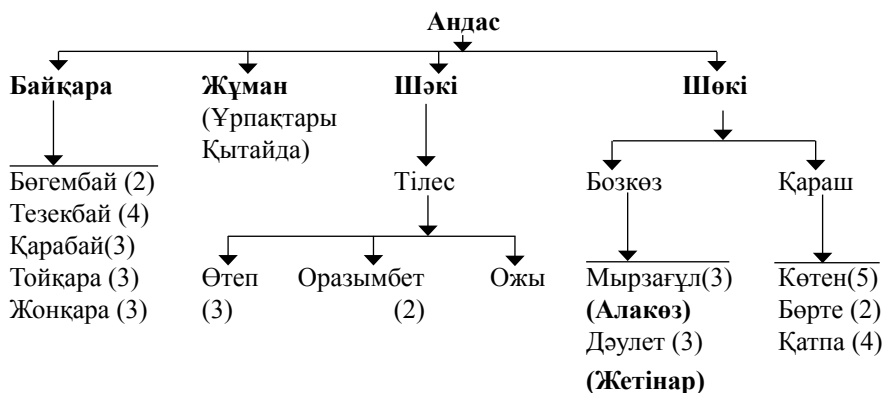 Андас
Байқара Жұман Шәкі Шөкі
(Ұрпақтары
Қытайда)
Бөгембай (2) Тілес Бозкөз Қараш
Тезекбай (4)
Қарабай(3)
Тойқара (3) Өтеп Оразымбет Ожы Мырзағұл(3) Көтен(5)
Жонқара (3) (3) (2) (Алакөз) Бөрте (2)
Дәулет (3) Қатпа (4)
(Жетінар)